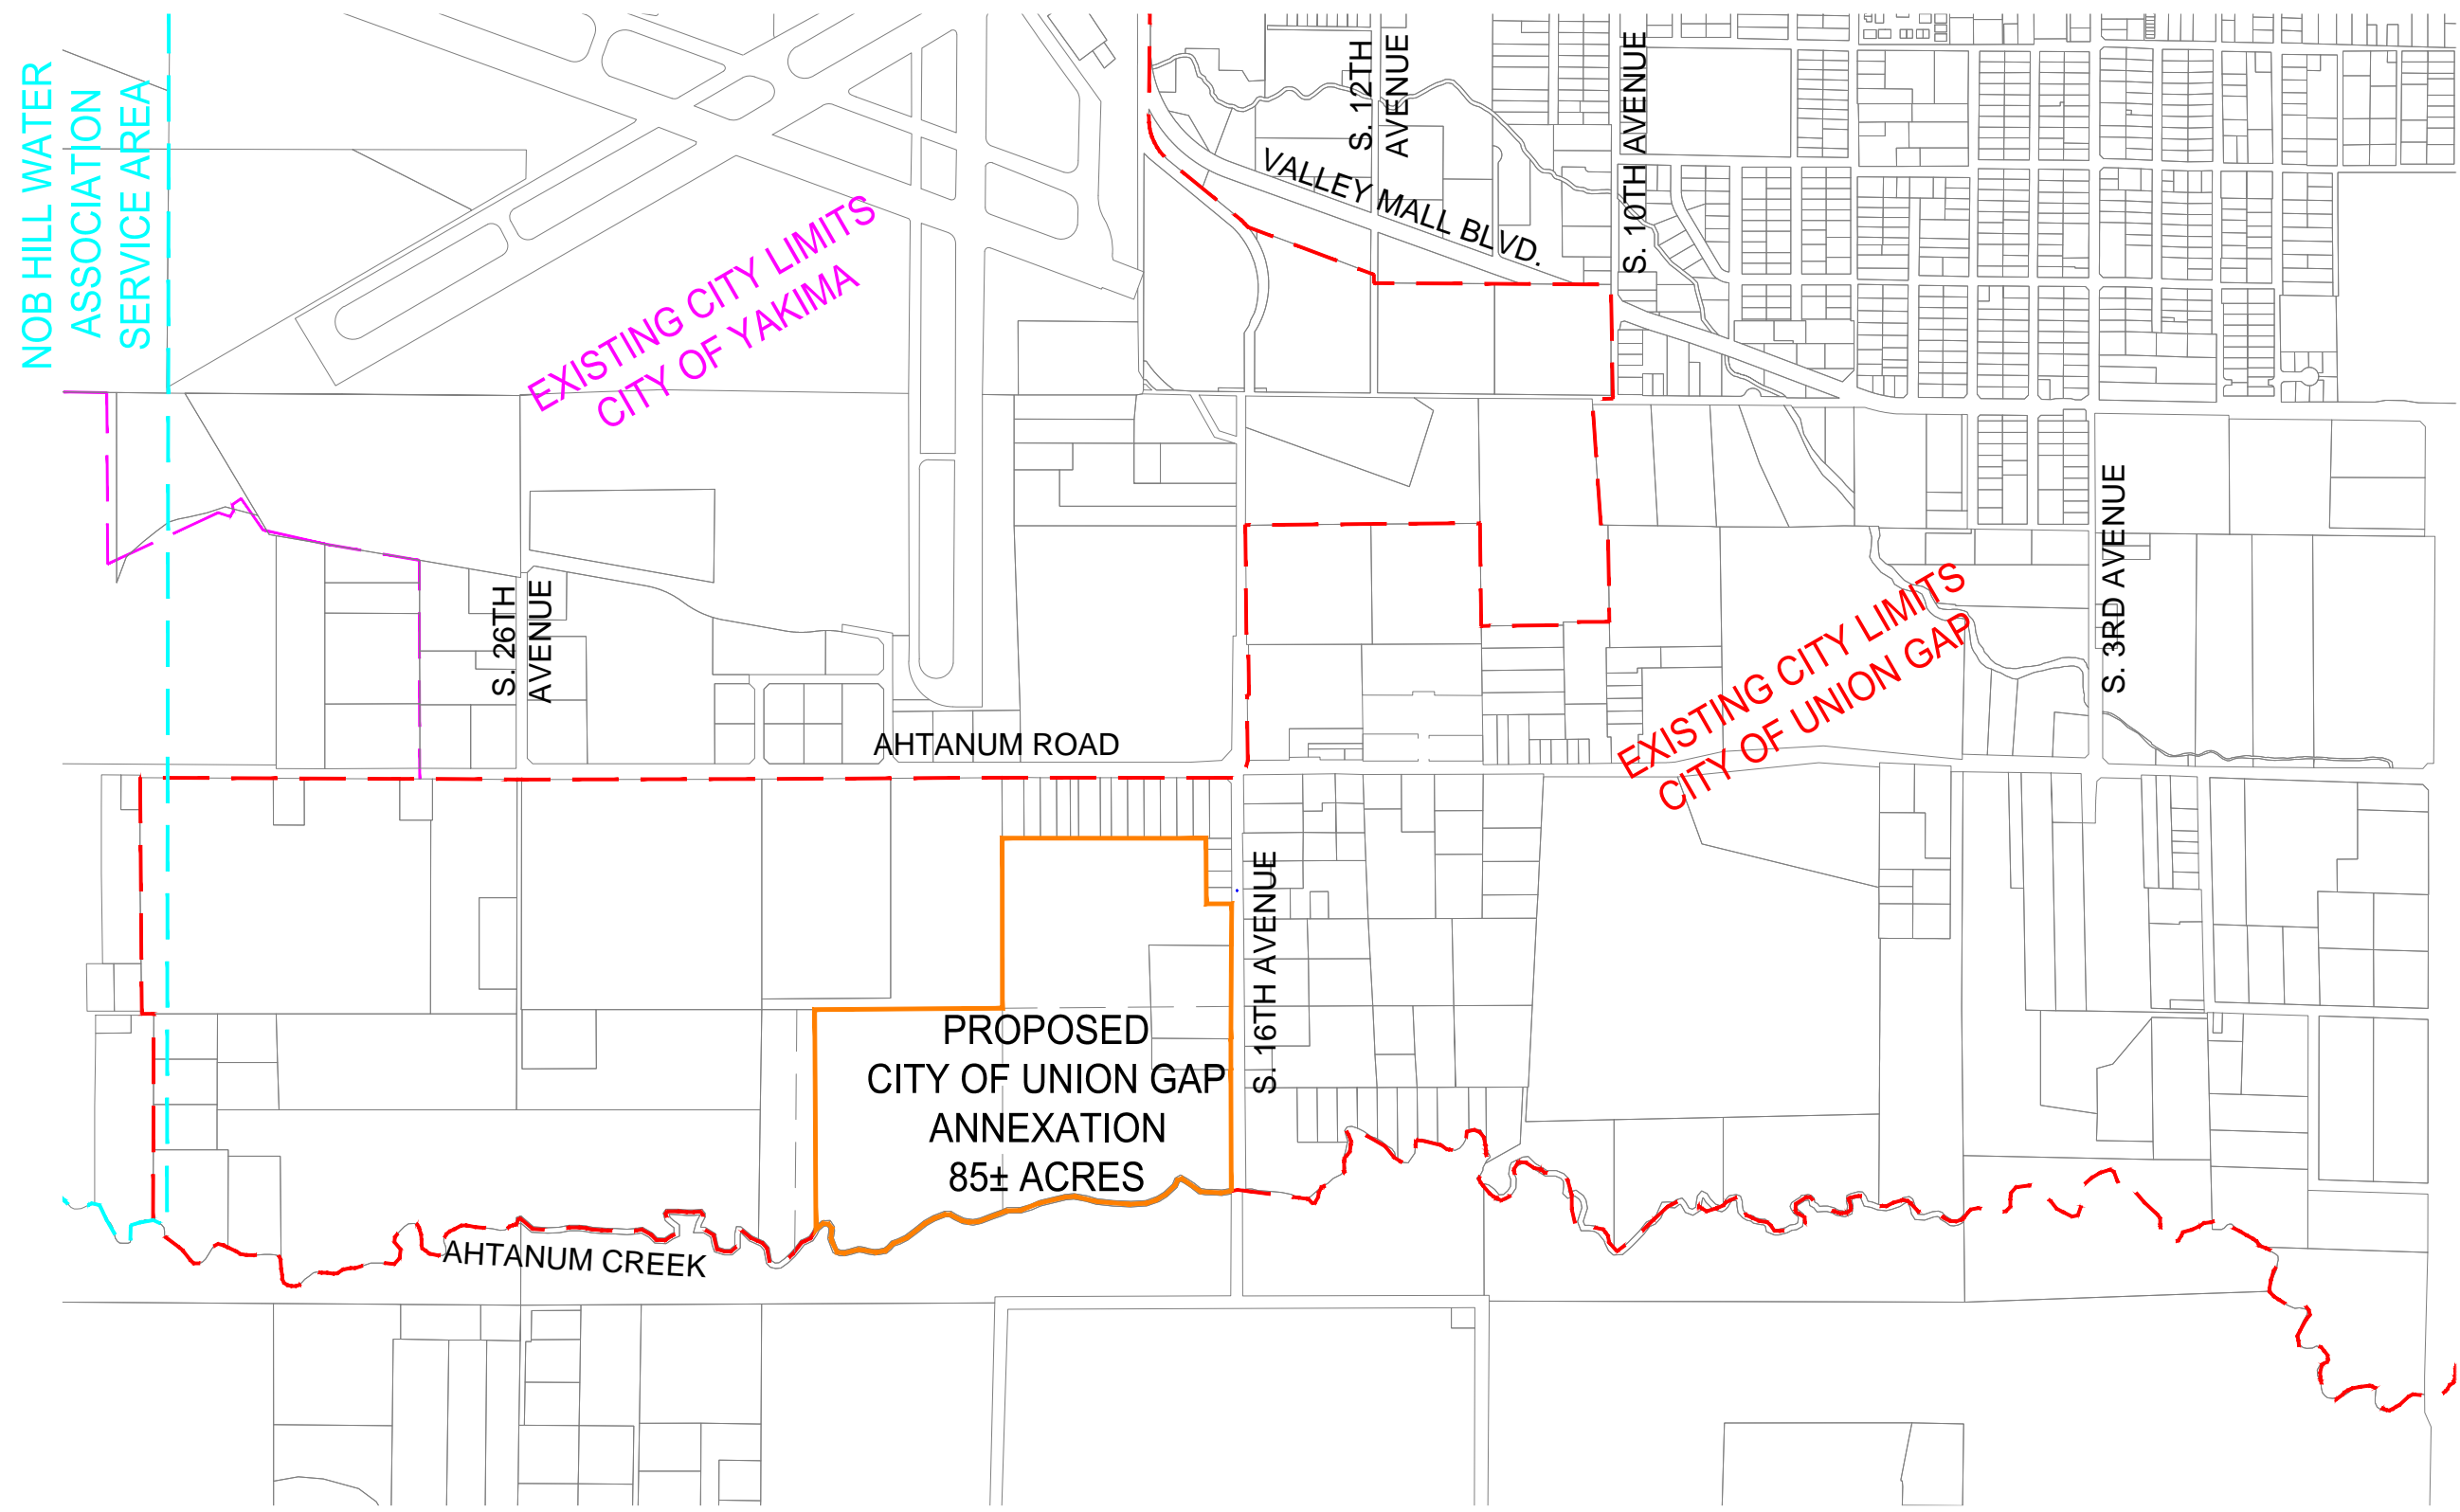 NOB HILL WATER
ASSOCIATION
SERVICE AREA
EXISTING CITY LIMITS
CITY OF YAKIMA
S. 12TH
AVENUE
VALLEY MALL BLVD.
S. 10TH AVENUE
S. 26TH
AVENUE
AHTANUM ROAD
EXISTING CITY LIMITS
CITY OF UNION GAP
S. 3RD AVENUE
S. 16TH AVENUE
PROPOSED
CITY OF UNION GAP
ANNEXATION
85± ACRES
AHTANUM CREEK